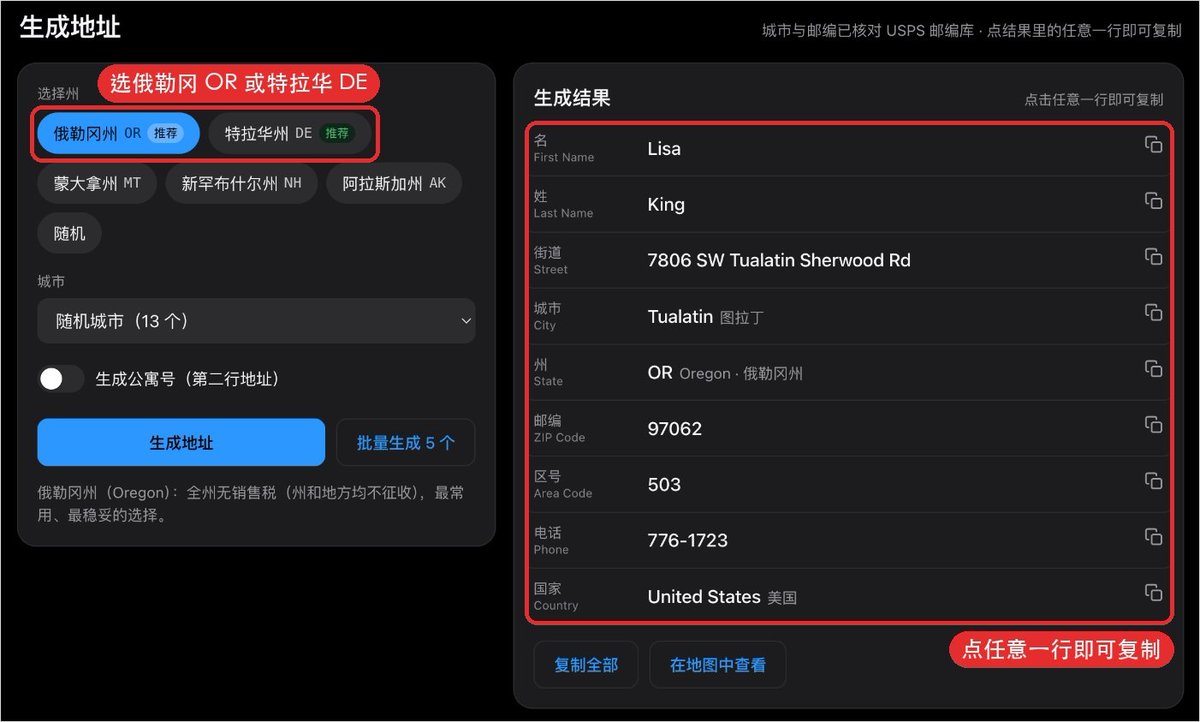 生成地址
城市与邮编已核对 USPS 邮编库 · 点结果里的任意一行即可复制
选择州
选俄勒冈 OR 或特拉华 DE
俄勒冈州 OR 推荐
特拉华州 DE 推荐
蒙大拿州 MT
新罕布什尔州 NH
阿拉斯加州 AK
随机
城市
随机城市（13 个）
生成公寓号（第二行地址）
生成地址
批量生成 5 个
俄勒冈州（Oregon）：全州无销售税（州和地方均不征收），最常
用、最稳妥的选择。
生成结果
点击任意一行即可复制
名
First Name
Lisa
姓
Last Name
King
街道
Street
7806 SW Tualatin Sherwood Rd
城市
City
Tualatin 图拉丁
州
State
OR Oregon · 俄勒冈州
邮编
ZIP Code
97062
区号
Area Code
503
电话
Phone
776-1723
国家
Country
United States 美国
复制全部
在地图中查看
点任意一行即可复制